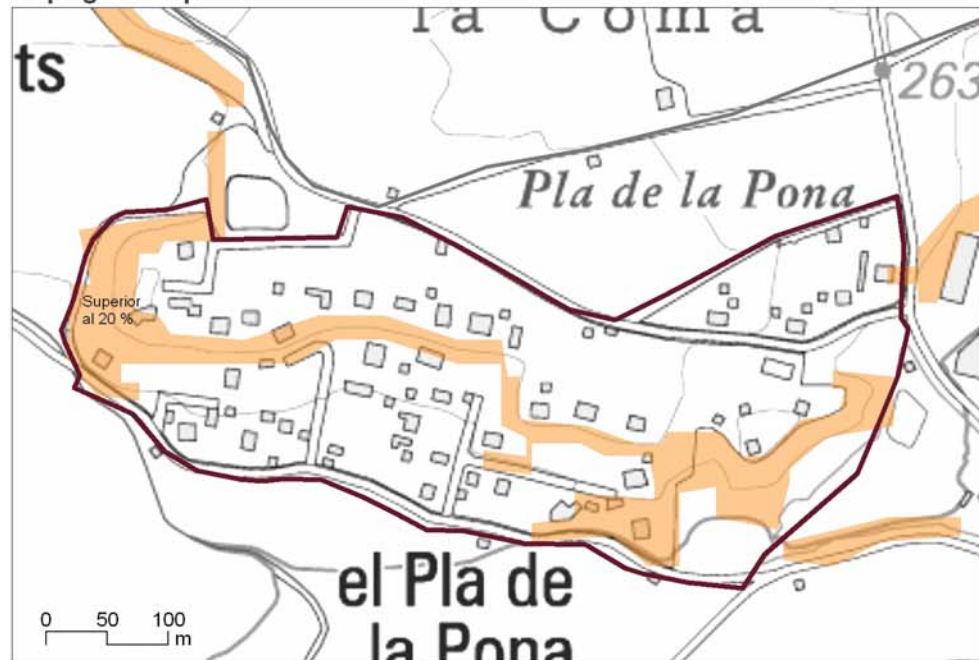 la Coma
ts
263
Pla de la Pona
Superior
al 20 %
el Pla de
la Pona
0 50 100
m